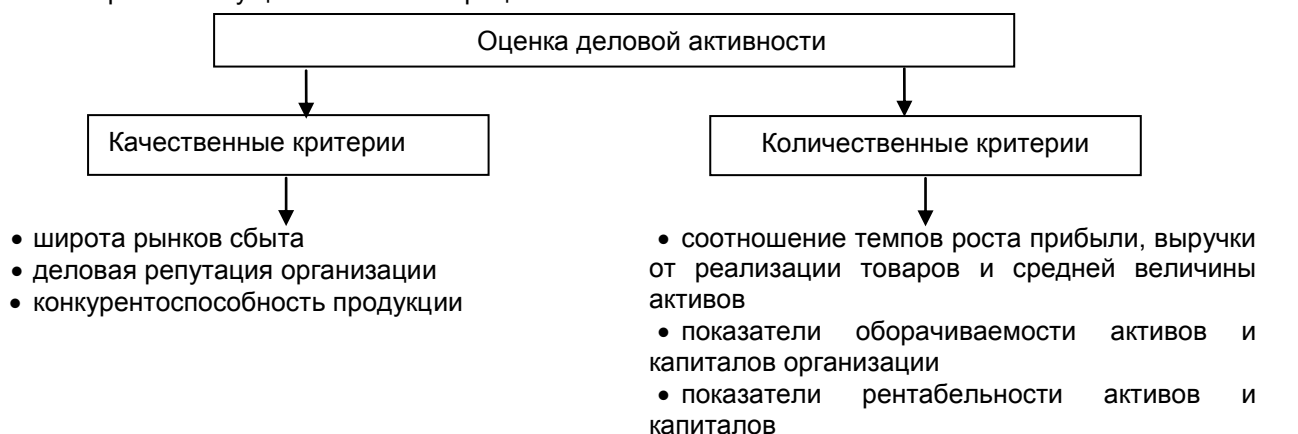 Оценка деловой активности
Качественные критерии
Количественные критерии
• широта рынков сбыта
• деловая репутация организации
• конкурентоспособность продукции
• соотношение темпов роста прибыли, выручки
от реализации товаров и средней величины
активов
• показатели оборачиваемости активов и
капиталов организации
• показатели рентабельности активов и
капиталов